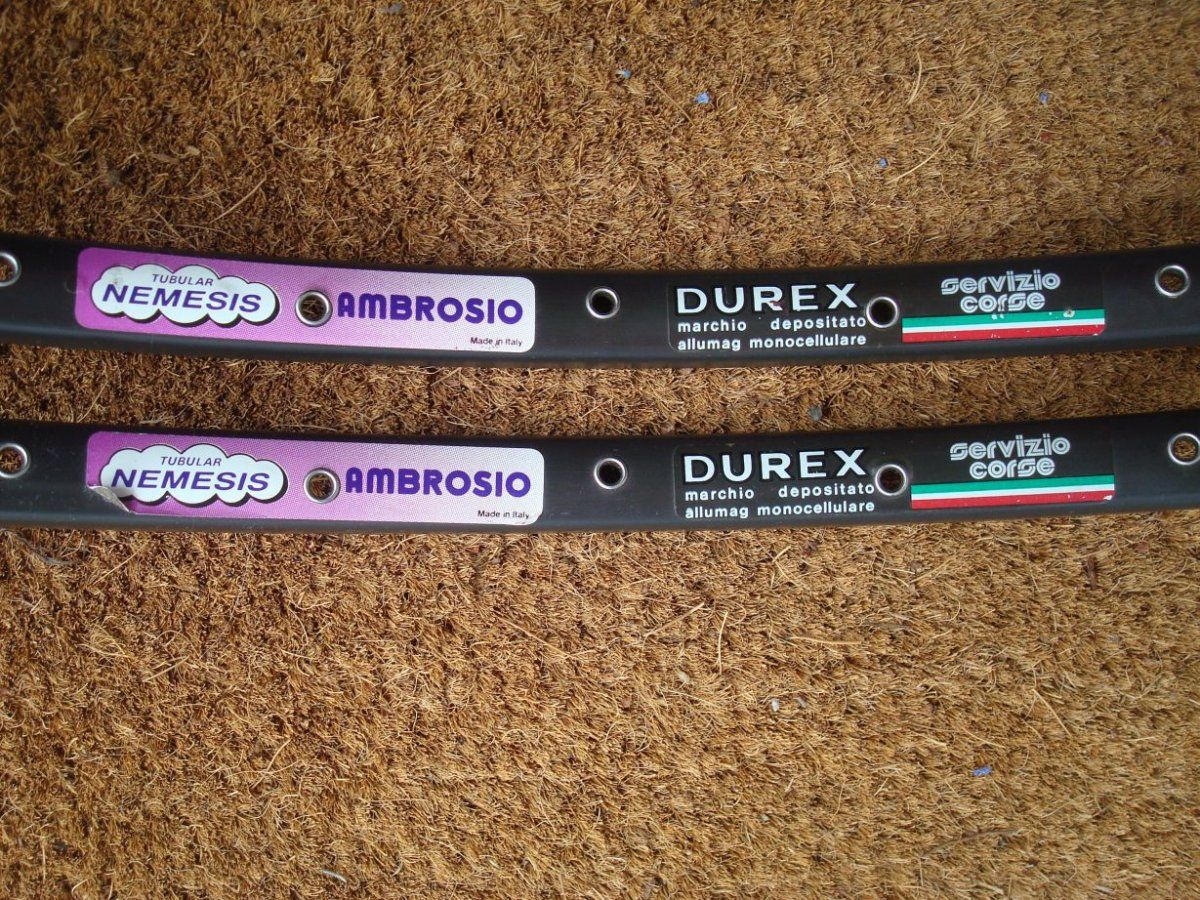 TUBULAR
NEMESIS
AMBROSIO
Made in Italy
DUREX
marchio depositato
allumag monocellulare
servizio
corse
TUBULAR
NEMESIS
AMBROSIO
Made in Italy
DUREX
marchio depositato
allumag monocellulare
servizio
corse